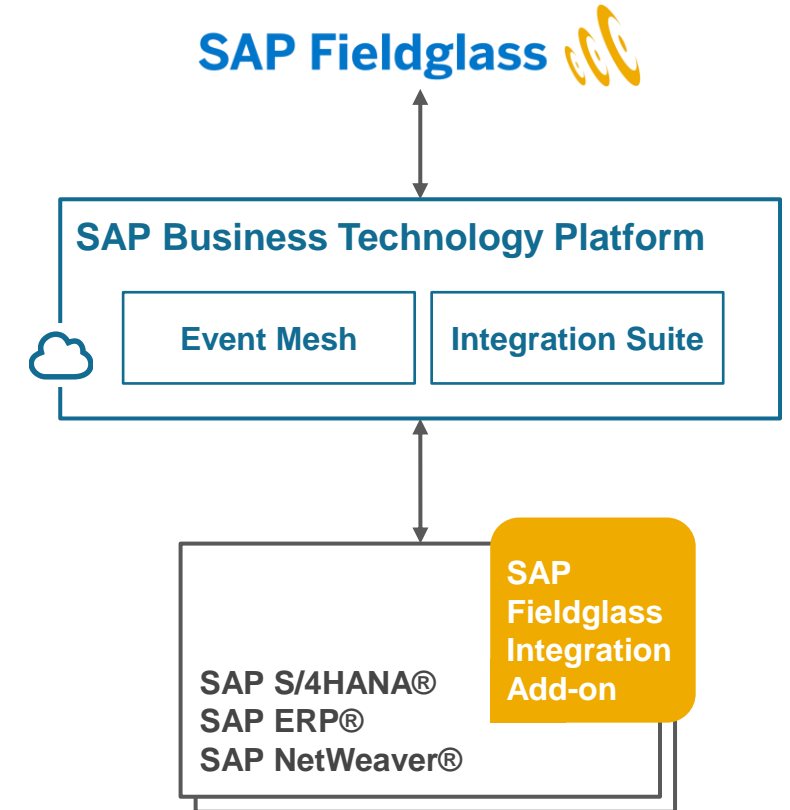 SAP Fieldglass
SAP Business Technology Platform
Event Mesh
Integration Suite
SAP
Fieldglass
Integration
Add-on
SAP S/4HANA®
SAP ERP®
SAP NetWeaver®